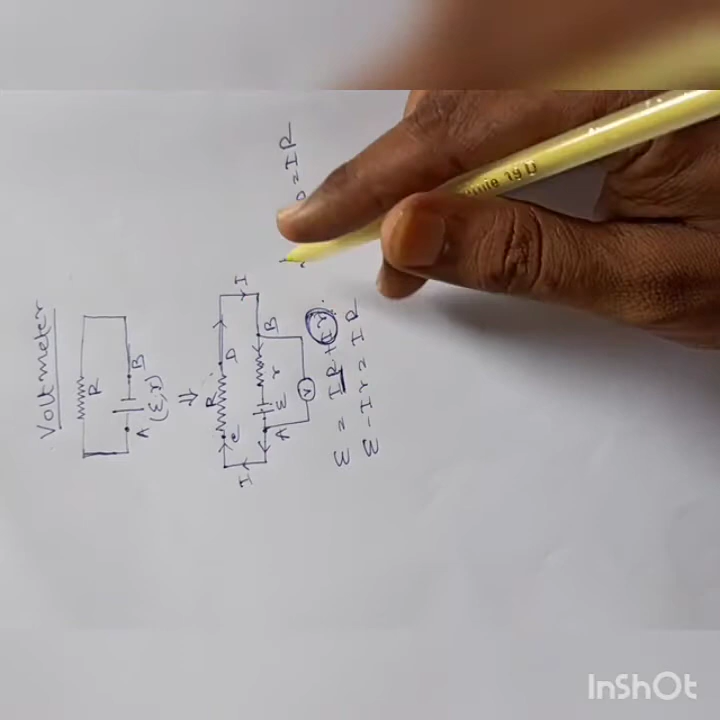 Voltmeter
R
A B
(ε,r)
⇓
R
C D
I I
ε r
A B
V
ε = IR + Ir.
ε - Ir = IR
= IR
InShOt